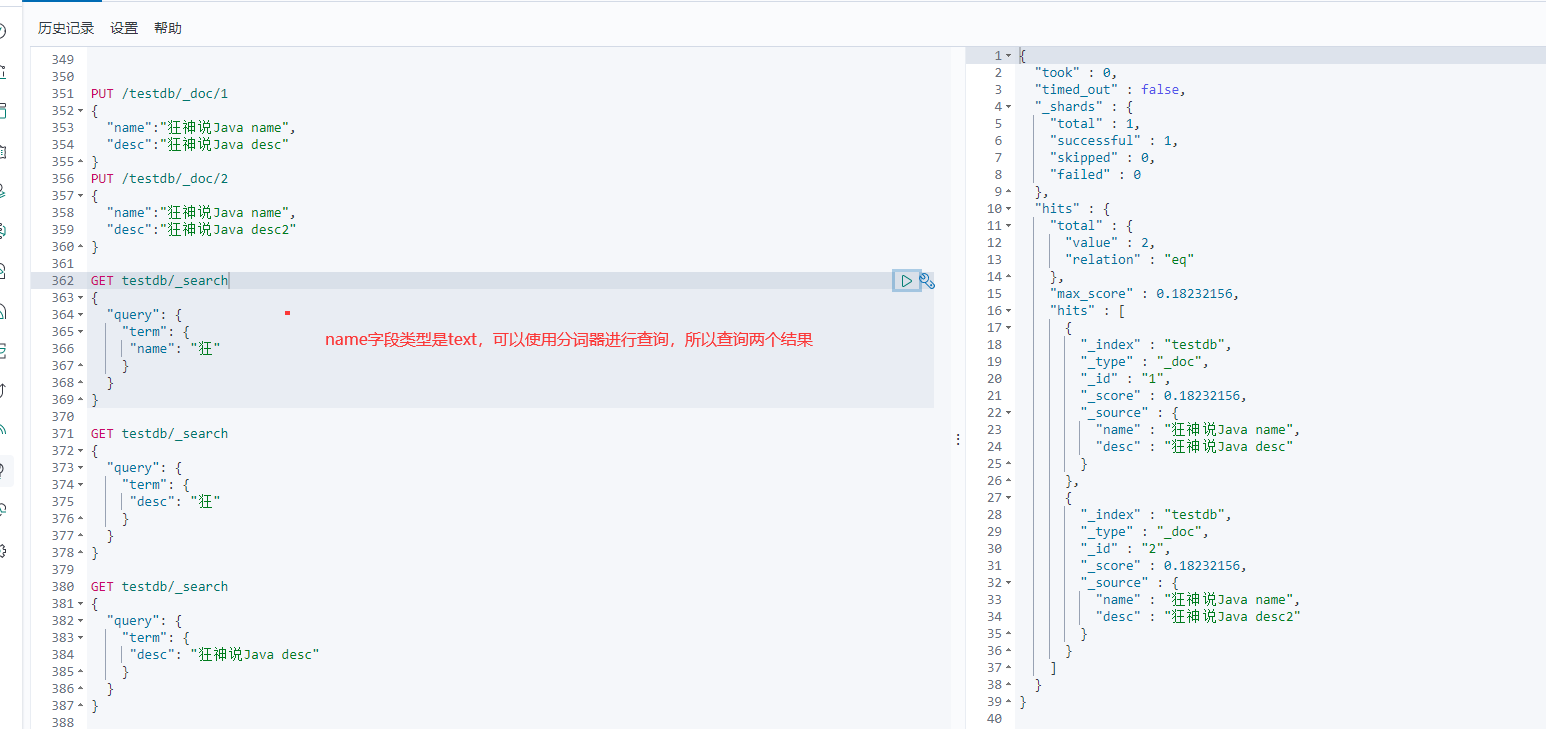 历史记录 设置 帮助
349
350
351 PUT /testdb/_doc/1
352 {
353 "name":"狂神说Java name",
354 "desc":"狂神说Java desc"
355 }
356 PUT /testdb/_doc/2
357 {
358 "name":"狂神说Java name",
359 "desc":"狂神说Java desc2"
360 }
361
362 GET testdb/_search
363 {
364 "query": {
365 "term": {
366 "name": "狂"
367 }
368 }
369 }
name字段类型是text，可以使用分词器进行查询，所以查询两个结果
370
371 GET testdb/_search
372 {
373 "query": {
374 "term": {
375 "desc": "狂"
376 }
377 }
378 }
379
380 GET testdb/_search
381 {
382 "query": {
383 "term": {
384 "desc": "狂神说Java desc"
385 }
386 }
387 }
388
1 {
2 "took" : 0,
3 "timed_out" : false,
4 "_shards" : {
5 "total" : 1,
6 "successful" : 1,
7 "skipped" : 0,
8 "failed" : 0
9 },
10 "hits" : {
11 "total" : {
12 "value" : 2,
13 "relation" : "eq"
14 },
15 "max_score" : 0.18232156,
16 "hits" : [
17 {
18 "_index" : "testdb",
19 "_type" : "_doc",
20 "_id" : "1",
21 "_score" : 0.18232156,
22 "_source" : {
23 "name" : "狂神说Java name",
24 "desc" : "狂神说Java desc"
25 }
26 },
27 {
28 "_index" : "testdb",
29 "_type" : "_doc",
30 "_id" : "2",
31 "_score" : 0.18232156,
32 "_source" : {
33 "name" : "狂神说Java name",
34 "desc" : "狂神说Java desc2"
35 }
36 }
37 ]
38 }
39 }
40